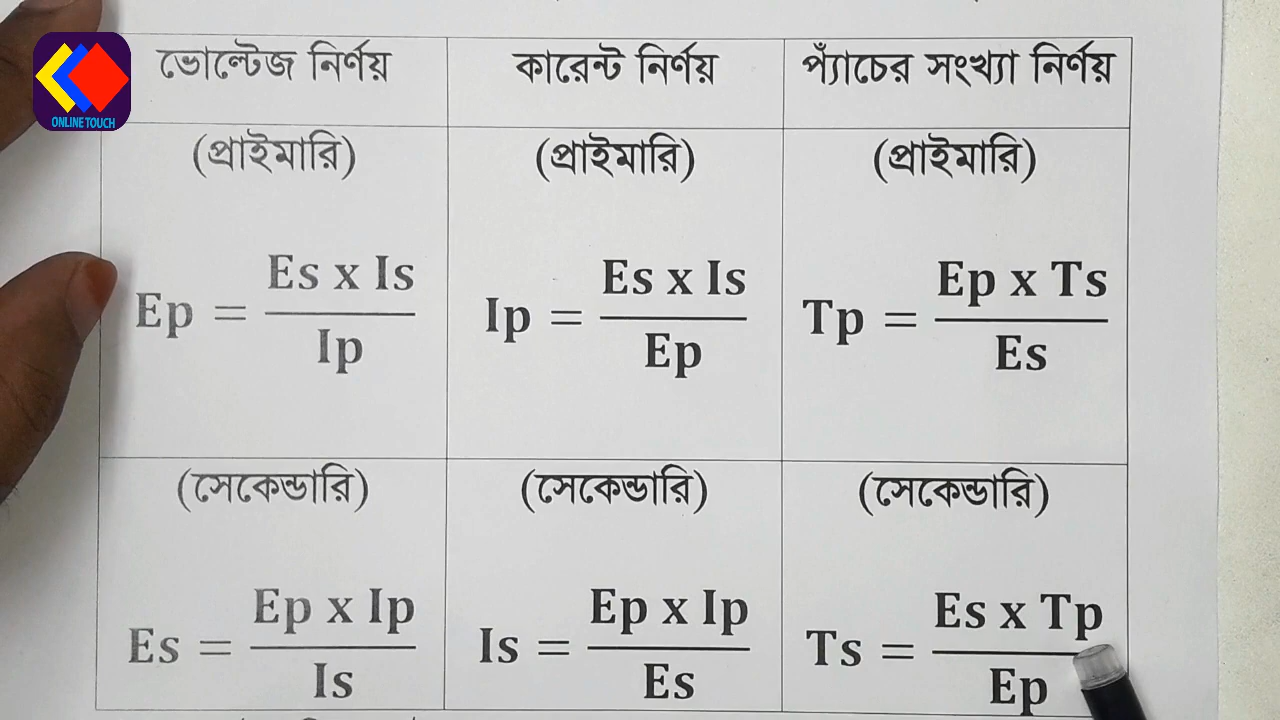 ONLINE TOUCH
ভোল্টেজ নির্ণয় কারেন্ট নির্ণয় প্যাঁচের সংখ্যা নির্ণয়
(প্রাইমারি) (প্রাইমারি) (প্রাইমারি)
Ep = Es x Is / Ip
Ip = Es x Is / Ep
Tp = Ep x Ts / Es
(সেকেন্ডারি) (সেকেন্ডারি) (সেকেন্ডারি)
Es = Ep x Ip / Is
Is = Ep x Ip / Es
Ts = Es x Tp / Ep